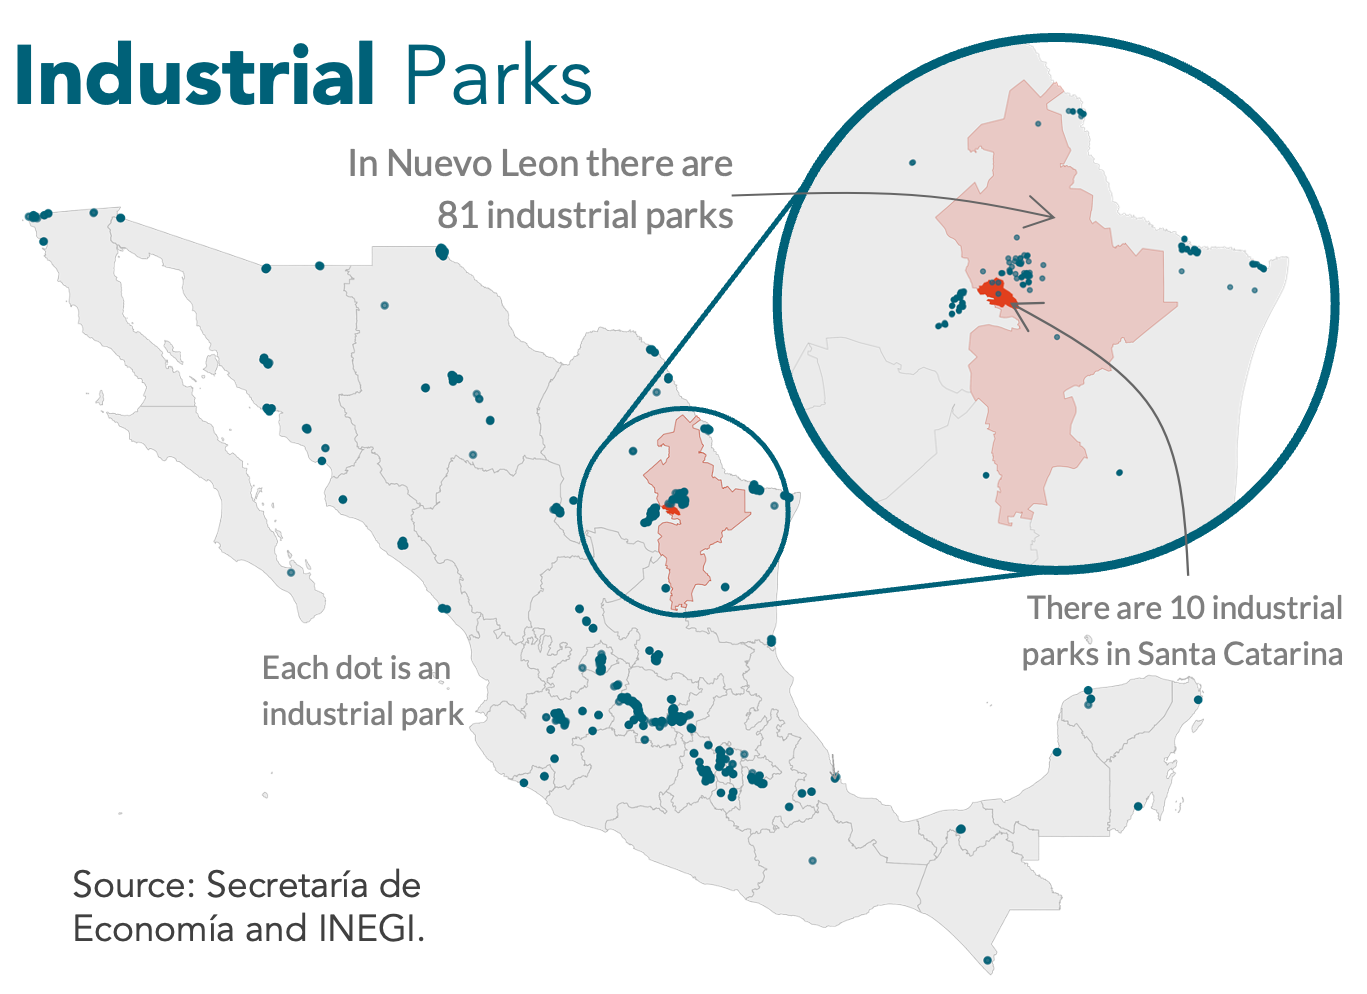 Industrial Parks
In Nuevo Leon there are
81 industrial parks
There are 10 industrial
parks in Santa Catarina
Each dot is an
industrial park
Source: Secretaría de
Economía and INEGI.